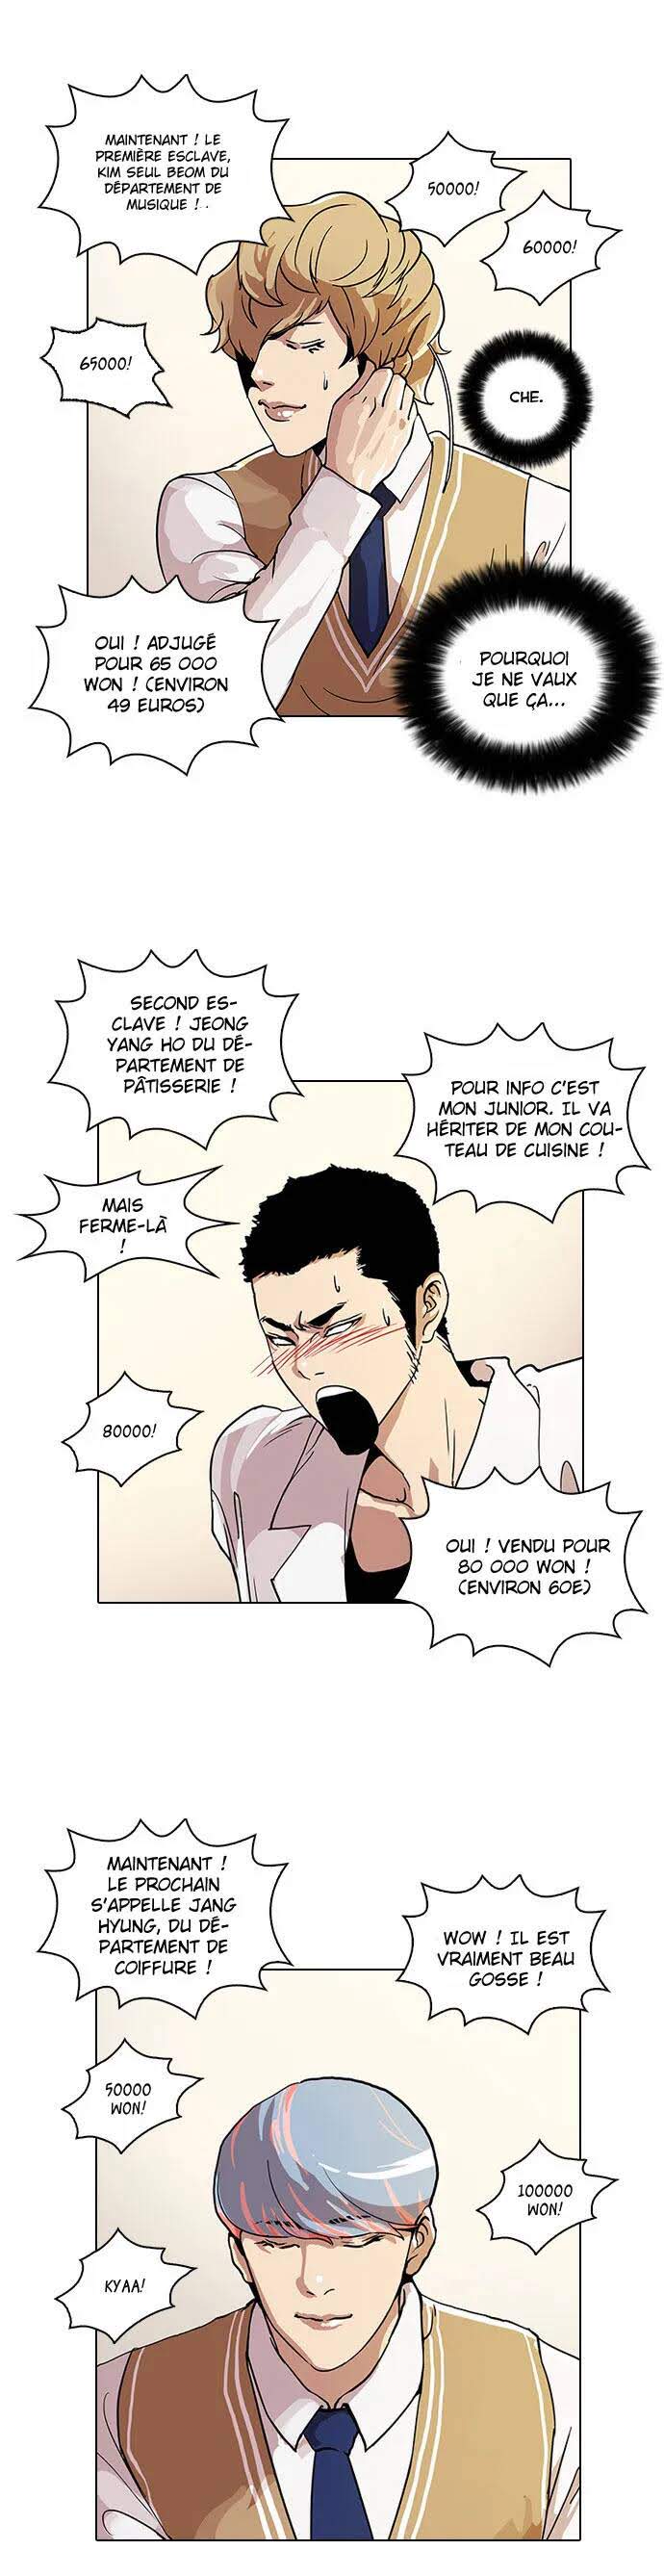 MAINTENANT ! LE
PREMIÈRE ESCLAVE,
KIM SEUL BEOM DU
DÉPARTEMENT DE
MUSIQUE ! .
50000!
60000!
65000!
CHE.
OUI ! ADJUGÉ
POUR 65 000
WON ! (ENVIRON
49 EUROS)
POURQUOI
JE NE VAUX
QUE ÇA...
SECOND ES-
CLAVE ! JEONG
YANG HO DU DÉ-
PARTEMENT DE
PÂTISSERIE !
POUR INFO C'EST
MON JUNIOR. IL VA
HÉRITER DE MON COU-
TEAU DE CUISINE !
MAIS
FERME-LÀ
!
80000!
OUI ! VENDU POUR
80 000 WON !
(ENVIRON 60E)
MAINTENANT !
LE PROCHAIN
S'APPELLE JANG
HYUNG, DU DÉ-
PARTEMENT DE
COIFFURE !
WOW ! IL EST
VRAIMENT BEAU
GOSSE !
50000
WON!
100000
WON!
KYAA!